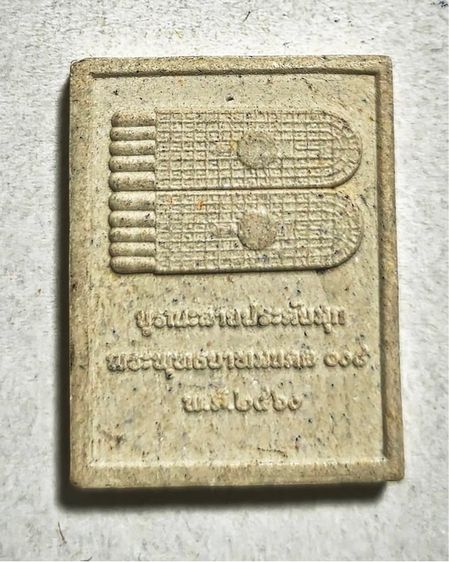 บูรณะลายประดับมุก
พระพุทธบาทมงคล ๑๐๘
พ.ศ.๒๕๖๐